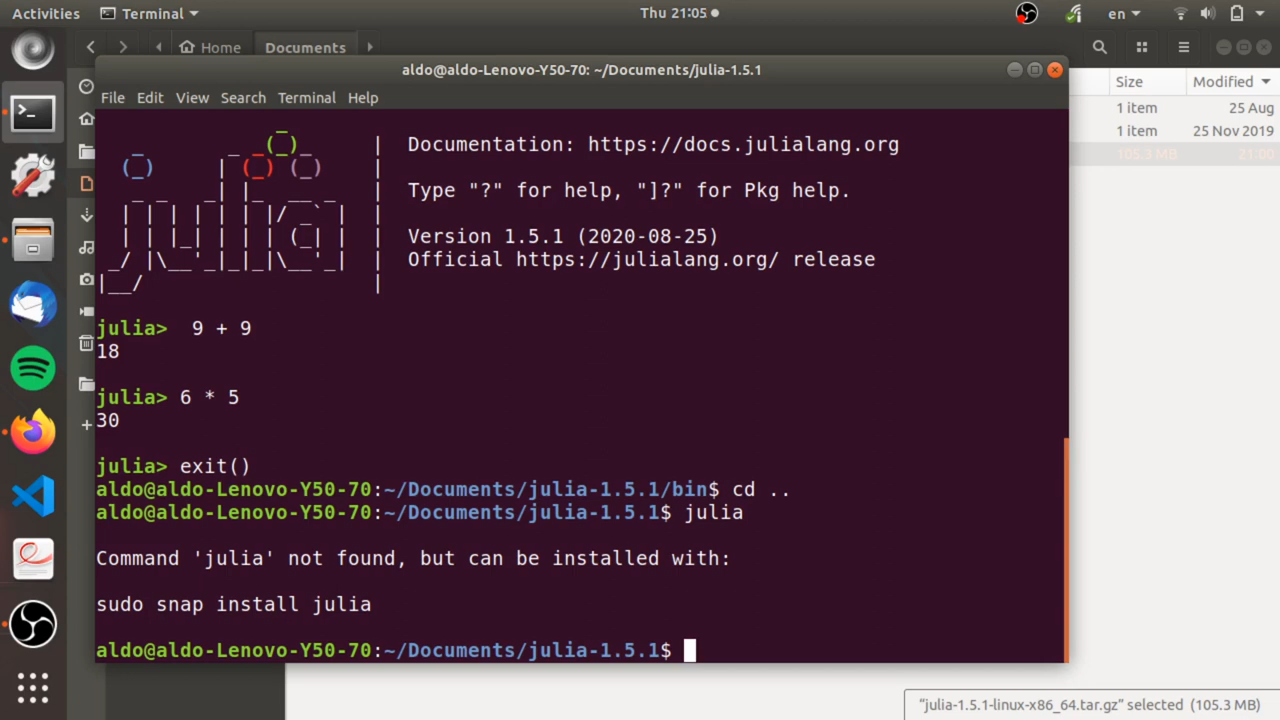 Activities
Terminal
Thu 21:05
en
Home
Documents
Size
Modified
1 item
25 Aug
1 item
25 Nov 2019
105.3 MB
21:00
aldo@aldo-Lenovo-Y50-70: ~/Documents/julia-1.5.1
File Edit View Search Terminal Help
Documentation: https://docs.julialang.org
Type "?" for help, "]?" for Pkg help.
Version 1.5.1 (2020-08-25)
Official https://julialang.org/ release
julia>  9 + 9
18
julia> 6 * 5
30
julia> exit()
aldo@aldo-Lenovo-Y50-70:~/Documents/julia-1.5.1/bin$ cd ..
aldo@aldo-Lenovo-Y50-70:~/Documents/julia-1.5.1$ julia
Command 'julia' not found, but can be installed with:
sudo snap install julia
aldo@aldo-Lenovo-Y50-70:~/Documents/julia-1.5.1$
“julia-1.5.1-linux-x86_64.tar.gz” selected (105.3 MB)